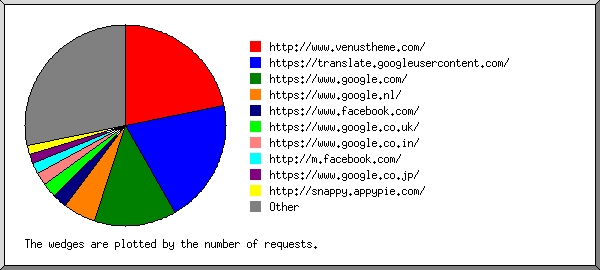 http://www.venustheme.com/
https://translate.googleusercontent.com/
https://www.google.com/
https://www.google.nl/
https://www.facebook.com/
https://www.google.co.uk/
https://www.google.co.in/
http://m.facebook.com/
https://www.google.co.jp/
http://snappy.appypie.com/
Other
The wedges are plotted by the number of requests.